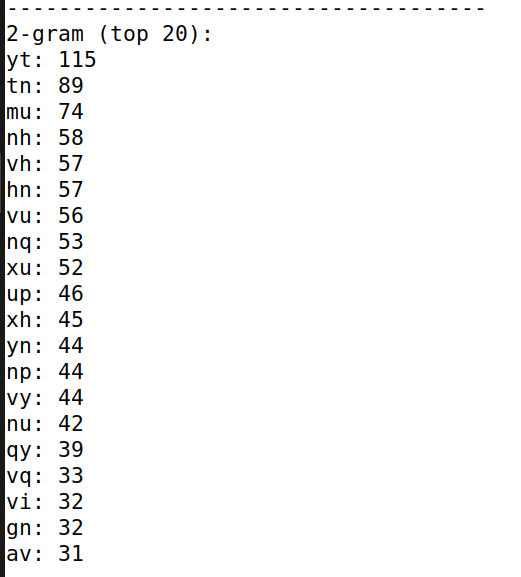 -------------------------------------
2-gram (top 20):
yt: 115
tn: 89
mu: 74
nh: 58
vh: 57
hn: 57
vu: 56
nq: 53
xu: 52
up: 46
xh: 45
yn: 44
np: 44
vy: 44
nu: 42
qy: 39
vq: 33
vi: 32
gn: 32
av: 31